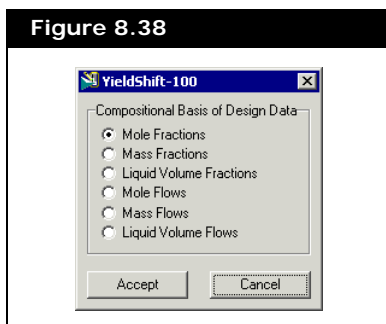 Figure 8.38
YieldShift-100
Compositional Basis of Design Data
Mole Fractions
Mass Fractions
Liquid Volume Fractions
Mole Flows
Mass Flows
Liquid Volume Flows
Accept Cancel